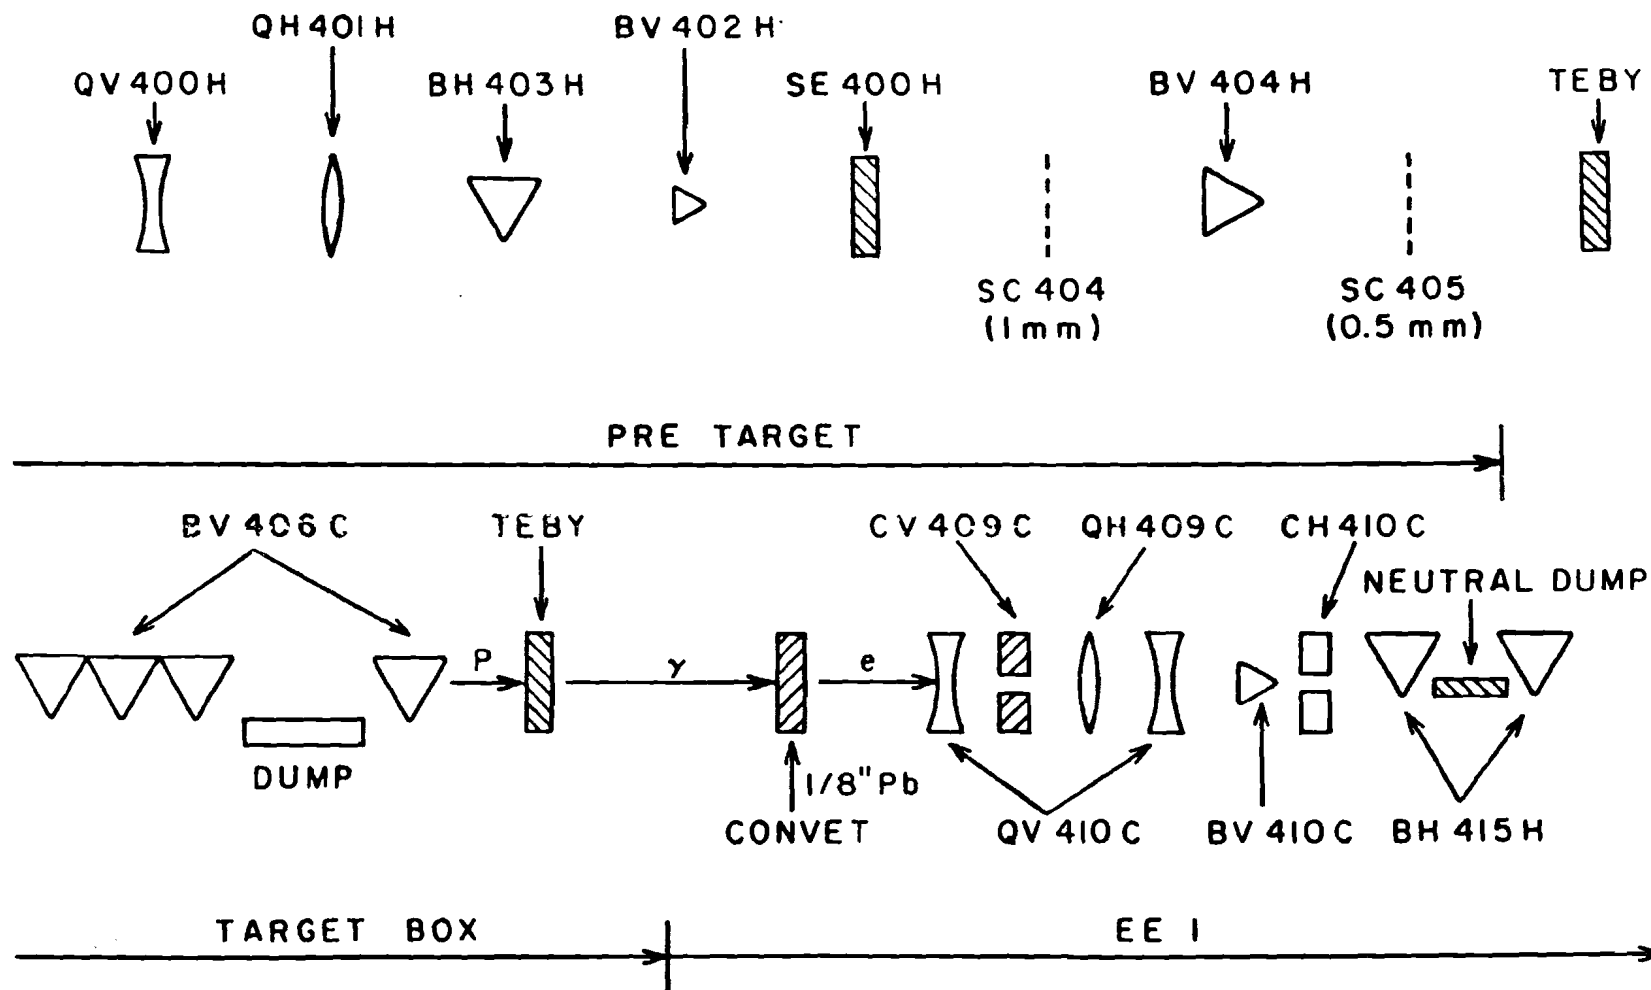 QH401H
BV402H
QV400H
BH403H
SE400H
BV404H
TEBY
SC404
(1mm)
SC405
(0.5 mm)
PRE TARGET
BV406C
TEBY
CV409C
QH409C
CH410C
NEUTRAL DUMP
P
γ
e
DUMP
1/8"Pb
CONVET
QV410C
BV410C
BH415H
TARGET BOX
EE I